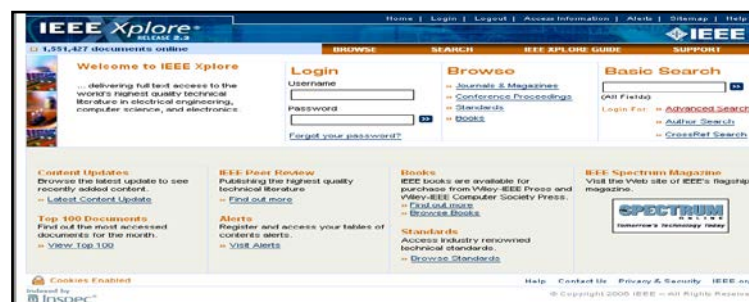 Home | Login | Logout | Access Information | Alerts | Sitemap | Help
IEEE Xplore®
RELEASE 2.3
IEEE
1,551,427 documents online
BROWSE SEARCH IEEE XPLORE GUIDE SUPPORT
Welcome to IEEE Xplore
... delivering full text access to the
world's highest quality technical
literature in electrical engineering,
computer science, and electronics.
Login
Username
Password
»
Forgot your password?
Browse
» Journals & Magazines
» Conference Proceedings
» Standards
» Books
Basic Search
»
(All Fields)
Login For: » Advanced Search
» Author Search
» CrossRef Search
Content Updates
Browse the latest update to see
recently added content.
» Latest Content Update
Top 100 Documents
Find out the most accessed
documents for the month.
» View Top 100
IEEE Peer Review
Publishing the highest quality
technical literature
» Find out more
Alerts
Register and access your tables of
contents alerts.
» Visit Alerts
Books
IEEE books are available for
purchase from Wiley-IEEE Press and
Wiley-IEEE Computer Society Press.
» Find out more
» Browse Books
Standards
Access industry renowned
technical standards.
» Browse Standards
IEEE Spectrum Magazine
Visit the Web site of IEEE's flagship
magazine.
SPECTRUM
ONLINE
Tomorrow's Technology Today
Cookies Enabled
Help Contact Us Privacy & Security IEEE.o
Indexed by
Inspec®
© Copyright 2005 IEEE – All Rights Reserve